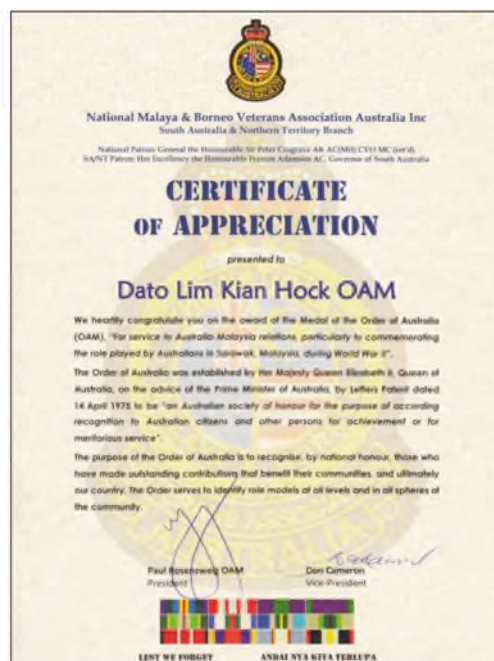 National Malaya & Borneo Veterans Association Australia Inc
South Australia & Northern Territory Branch
National Patron: General the Honourable Sir Peter Cosgrove AK AC(Mil) CVO MC (ret'd)
SA/NT Patron: Her Excellency the Honourable Frances Adamson AC, Governor of South Australia
CERTIFICATE
OF APPRECIATION
presented to
Dato Lim Kian Hock OAM
We heartily congratulate you on the award of the Medal of the Order of Australia
(OAM), "For service to Australia-Malaysia relations, particularly to commemorating
the role played by Australians in Sarawak, Malaysia, during World War II".
The Order of Australia was established by Her Majesty Queen Elizabeth II, Queen of
Australia, on the advice of the Prime Minister of Australia, by Letters Patent dated
14 April 1975 to be "an Australian society of honour for the purpose of according
recognition to Australian citizens and other persons for achievement or for
meritorious service".
The purpose of the Order of Australia is to recognise, by national honour, those who
have made outstanding contributions that benefit their communities, and ultimately
our country. The Order serves to identify role models at all levels and in all spheres of
the community.
Paul Rosenzweig OAM Don Cameron
President Vice-President
LEST WE FORGET ANDAI NYA KITA TERLUPA